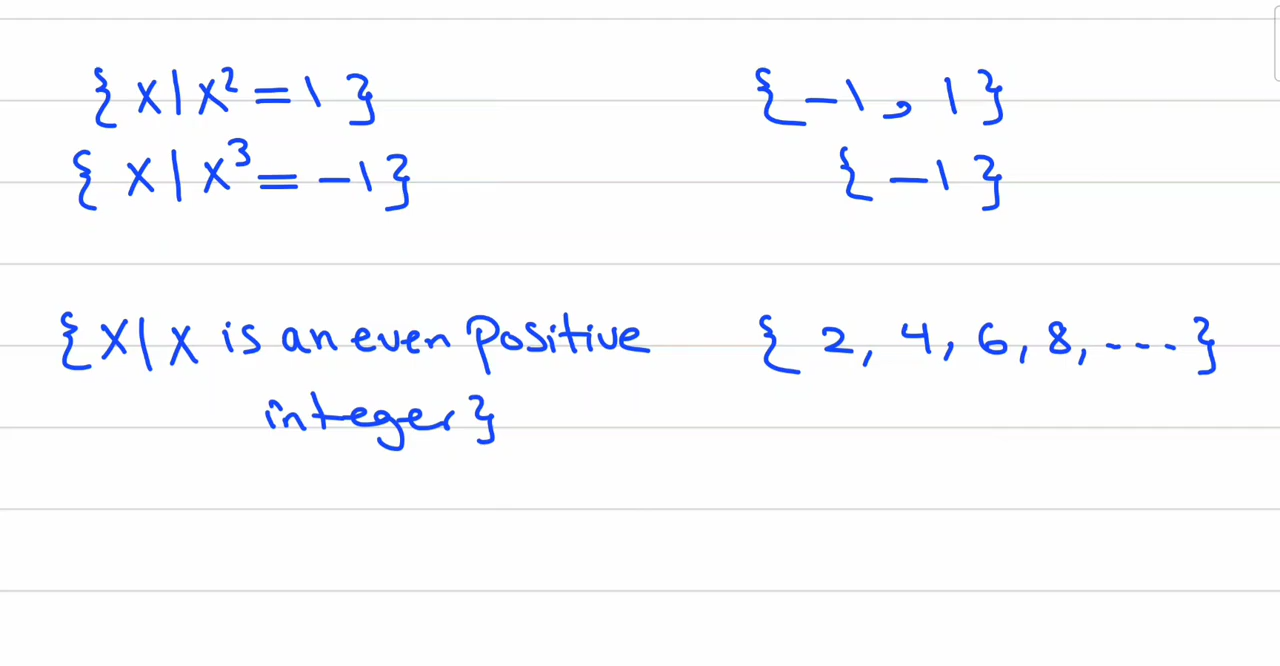 { x | x² = 1 } { -1, 1 }
{ x | x³ = -1 } { -1 }
{ x | x is an even positive { 2, 4, 6, 8, .... }
integer }